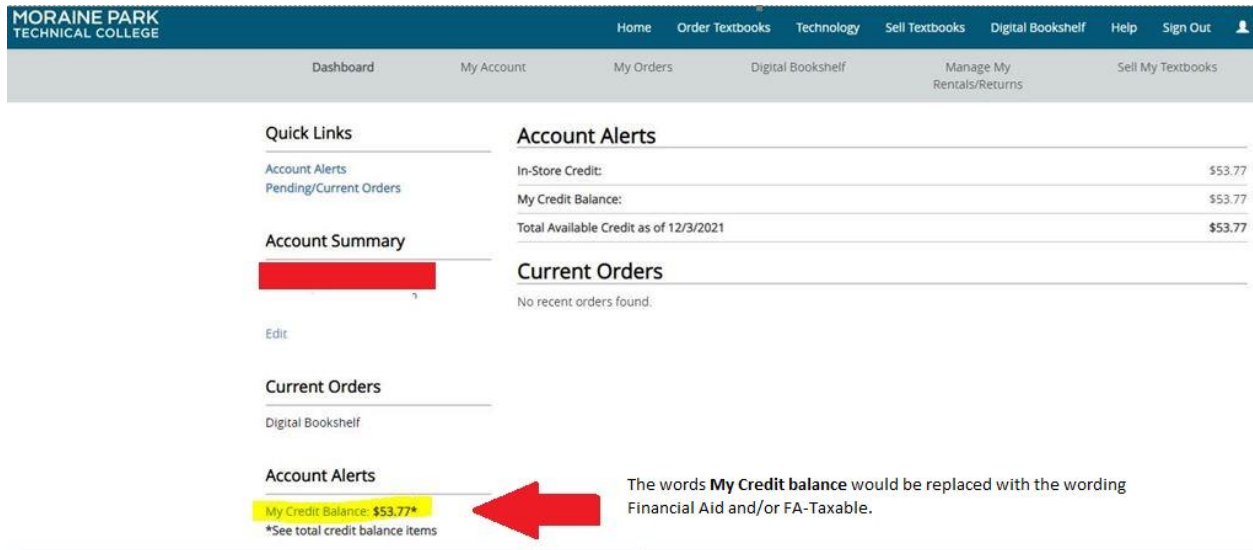 MORAINE PARK
TECHNICAL COLLEGE
Home Order Textbooks Technology Sell Textbooks Digital Bookshelf Help Sign Out
Dashboard My Account My Orders Digital Bookshelf Manage My Rentals/Returns Sell My Textbooks
Quick Links
Account Alerts
Pending/Current Orders
Account Summary
Edit
Current Orders
Digital Bookshelf
Account Alerts
My Credit Balance: $53.77*
*See total credit balance items
Account Alerts
In-Store Credit: $53.77
My Credit Balance: $53.77
Total Available Credit as of 12/3/2021 $53.77
Current Orders
No recent orders found.
The words My Credit balance would be replaced with the wording
Financial Aid and/or FA-Taxable.